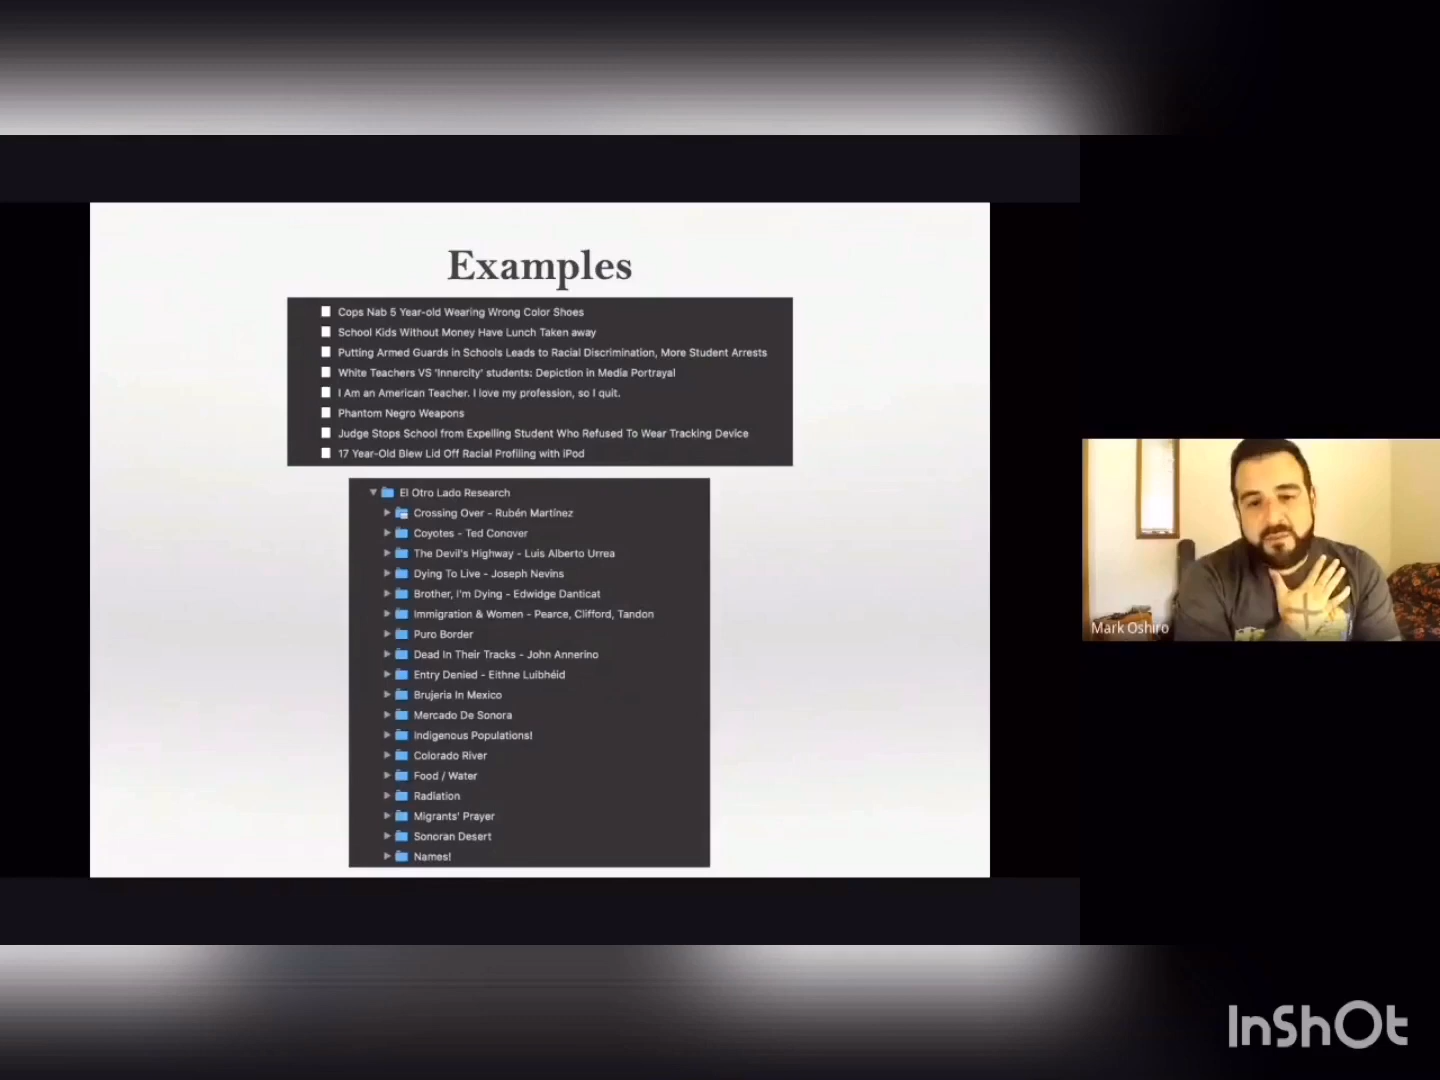 Examples
Cops Nab 5 Year-old Wearing Wrong Color Shoes
School Kids Without Money Have Lunch Taken away
Putting Armed Guards in Schools Leads to Racial Discrimination, More Student Arrests
White Teachers VS 'Innercity' students: Depiction in Media Portrayal
I Am an American Teacher. I love my profession, so I quit.
Phantom Negro Weapons
Judge Stops School from Expelling Student Who Refused To Wear Tracking Device
17 Year-Old Blew Lid Off Racial Profiling with iPod
El Otro Lado Research
Crossing Over - Rubén Martínez
Coyotes - Ted Conover
The Devil's Highway - Luis Alberto Urrea
Dying To Live - Joseph Nevins
Brother, I'm Dying - Edwidge Danticat
Immigration & Women - Pearce, Clifford, Tandon
Puro Border
Dead In Their Tracks - John Annerino
Entry Denied - Eithne Luibhéid
Brujeria In Mexico
Mercado De Sonora
Indigenous Populations!
Colorado River
Food / Water
Radiation
Migrants' Prayer
Sonoran Desert
Names!
Mark Oshiro
InShOt